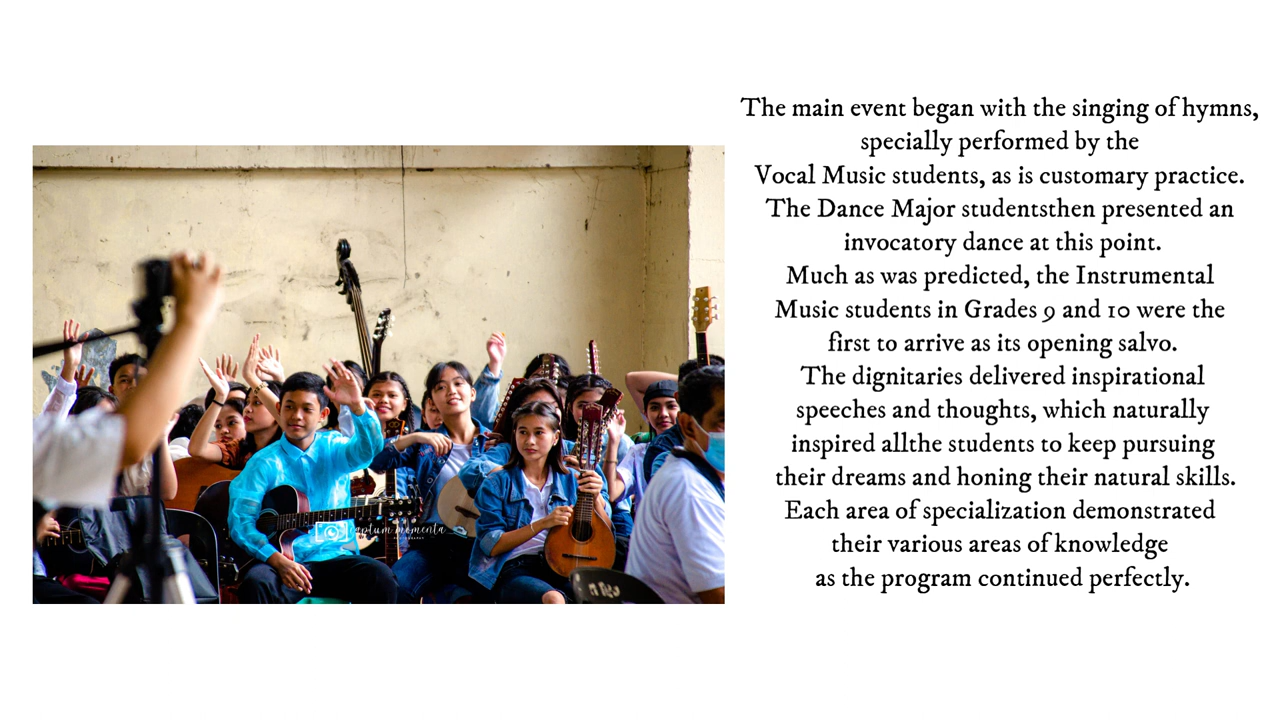 The main event began with the singing of hymns,
specially performed by the
Vocal Music students, as is customary practice.
The Dance Major studentsthen presented an
invocatory dance at this point.
Much as was predicted, the Instrumental
Music students in Grades 9 and 10 were the
first to arrive as its opening salvo.
The dignitaries delivered inspirational
speeches and thoughts, which naturally
inspired allthe students to keep pursuing
their dreams and honing their natural skills.
Each area of specialization demonstrated
their various areas of knowledge
as the program continued perfectly.
captum momenta